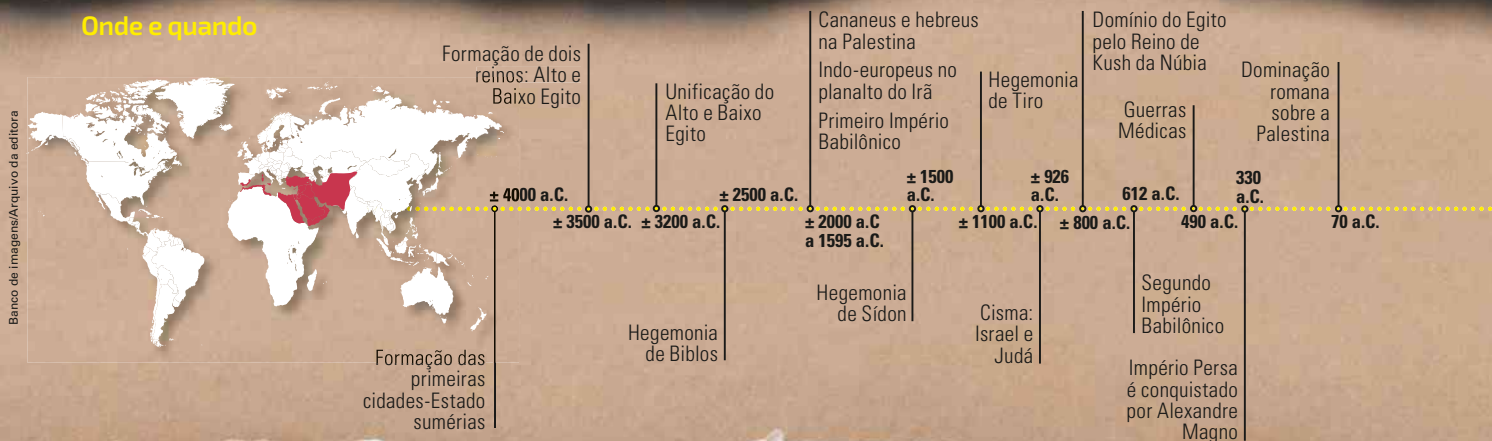 Onde e quando
Banco de imagens/Arquivo da editora
± 4000 a.C.
Formação das
primeiras
cidades-Estado
sumérias
Formação de dois
reinos: Alto e
Baixo Egito
± 3500 a.C.
Unificação do
Alto e Baixo
Egito
± 3200 a.C.
± 2500 a.C.
Hegemonia
de Biblos
Cananeus e hebreus
na Palestina
Indo-europeus no
planalto do Irã
Primeiro Império
Babilônico
± 2000 a.C
a 1595 a.C.
± 1500
a.C.
Hegemonia
de Sídon
Hegemonia
de Tiro
± 1100 a.C.
± 926
a.C.
Cisma:
Israel e
Judá
Domínio do Egito
pelo Reino de
Kush da Núbia
± 800 a.C.
612 a.C.
Segundo
Império
Babilônico
Guerras
Médicas
490 a.C.
330
a.C.
Império Persa
é conquistado
por Alexandre
Magno
Dominação
romana
sobre a
Palestina
70 a.C.